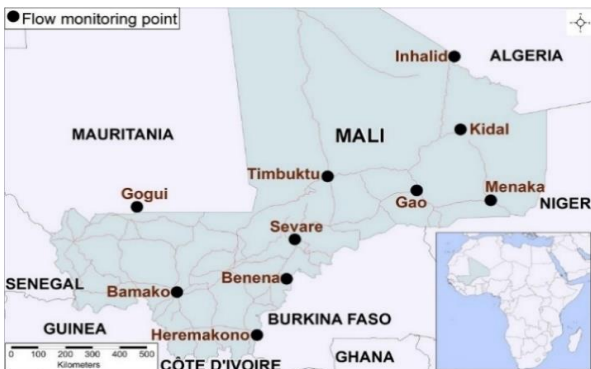 Flow monitoring point
Inhalid
ALGERIA
MAURITANIA
MALI
Kidal
Timbuktu
Gogui
Gao
Menaka
NIGER
Sevare
SENEGAL
Bamako
Benena
GUINEA
Heremakono
BURKINA FASO
0 100 200 300 400 500
Kilometers
CÔTE D'IVOIRE
GHANA